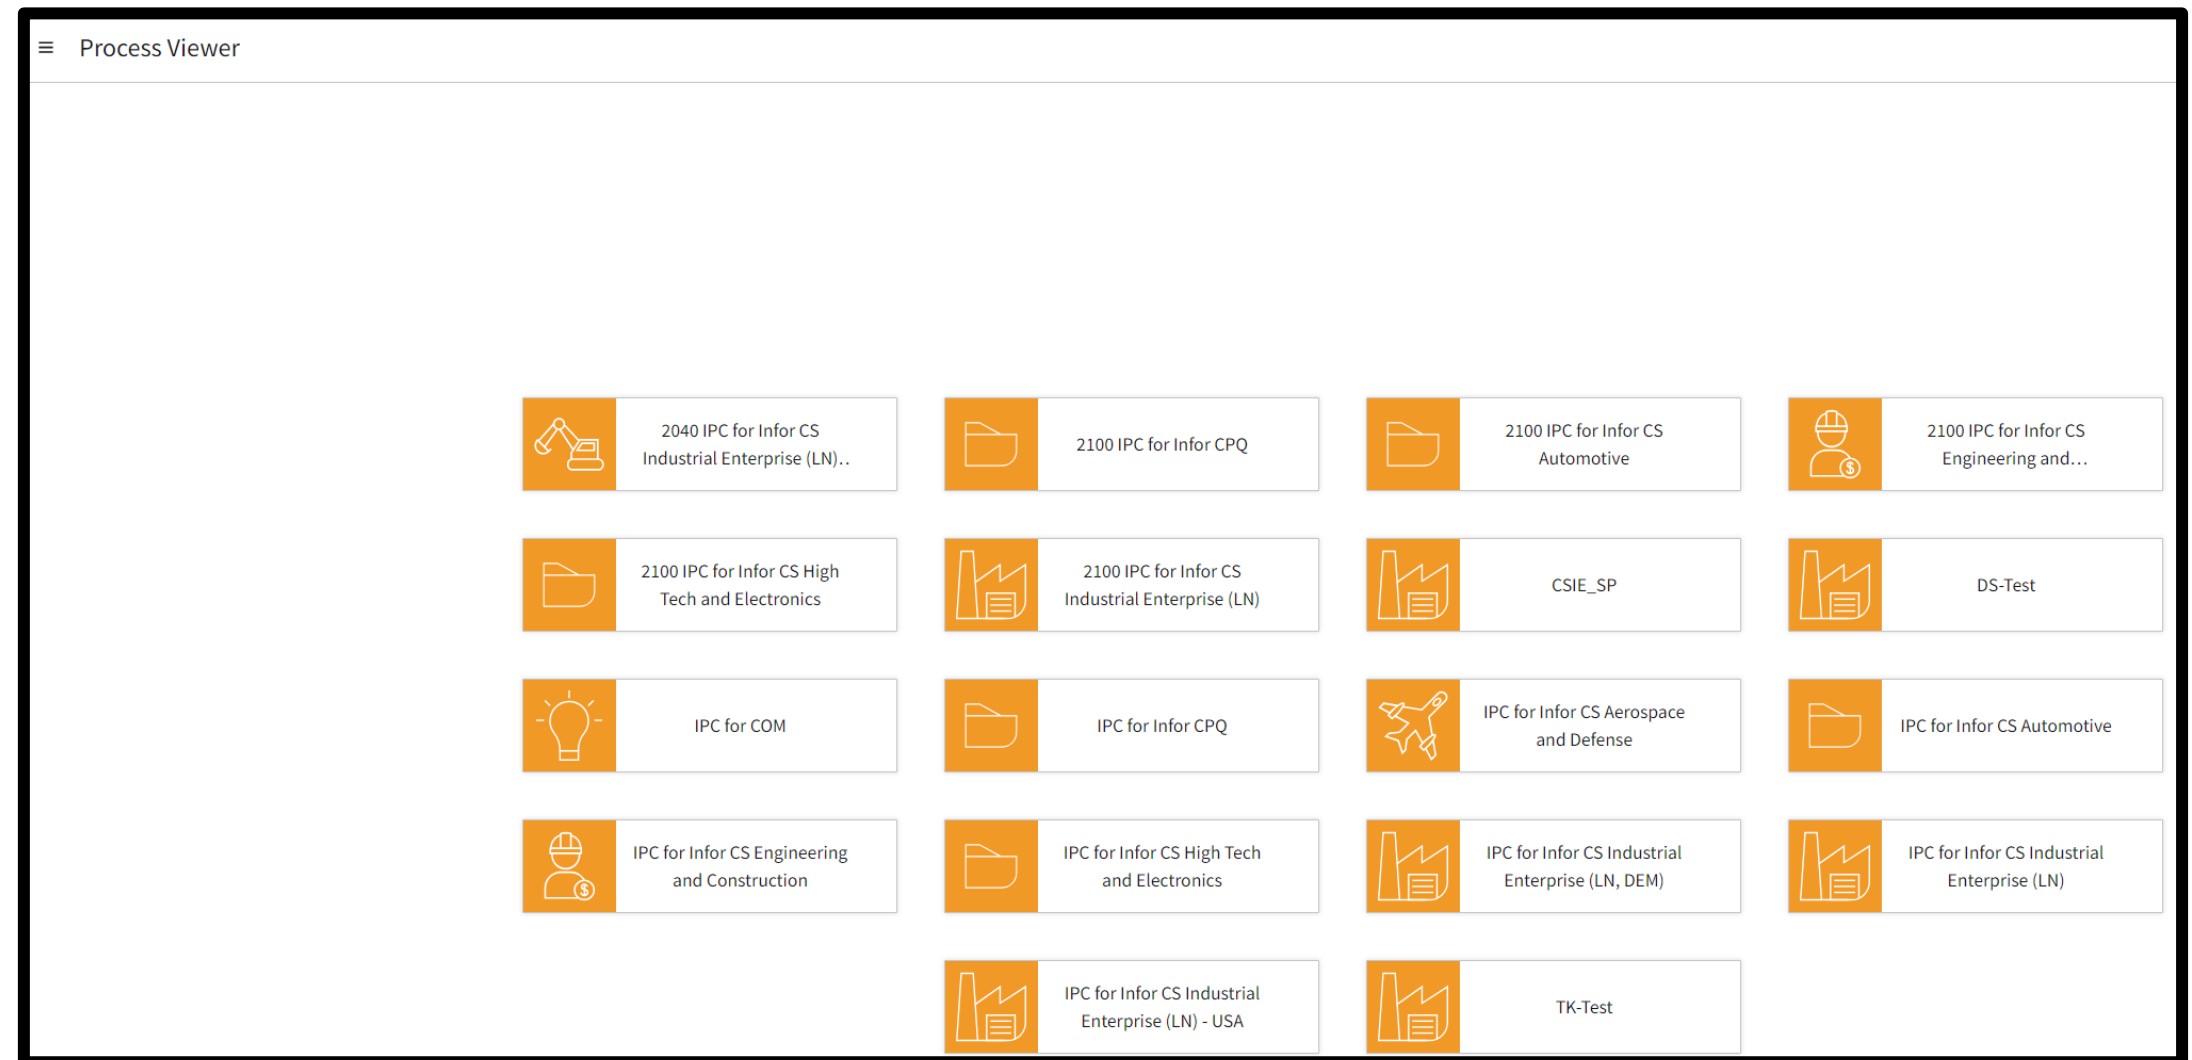 Process Viewer
2040 IPC for Infor CS
Industrial Enterprise (LN)..
2100 IPC for Infor CPQ
2100 IPC for Infor CS
Automotive
2100 IPC for Infor CS
Engineering and...
2100 IPC for Infor CS High
Tech and Electronics
2100 IPC for Infor CS
Industrial Enterprise (LN)
CSIE_SP
DS-Test
IPC for COM
IPC for Infor CPQ
IPC for Infor CS Aerospace
and Defense
IPC for Infor CS Automotive
$
IPC for Infor CS Engineering
and Construction
$
IPC for Infor CS High Tech
and Electronics
IPC for Infor CS Industrial
Enterprise (LN, DEM)
IPC for Infor CS Industrial
Enterprise (LN)
IPC for Infor CS Industrial
Enterprise (LN) - USA
TK-Test